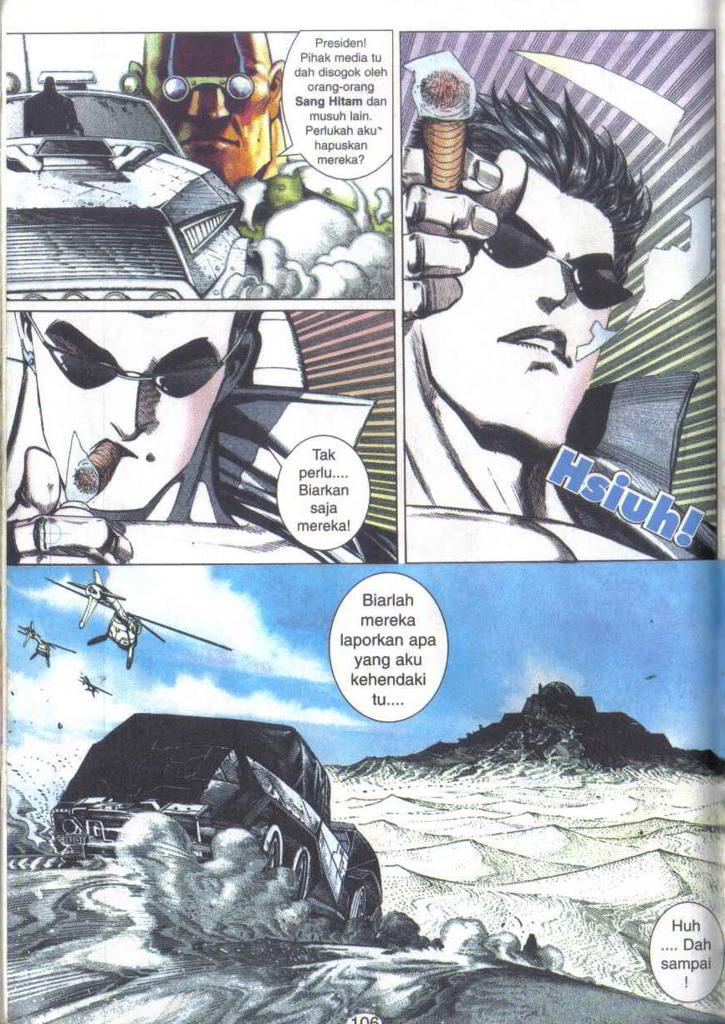 Presiden!
Pihak media tu
dah disogok oleh
orang-orang
Sang Hitam dan
musuh lain.
Perlukah aku
hapuskan
mereka?
Tak
perlu....
Biarkan
saja
mereka!
Hsiuh!
Biarlah
mereka
laporkan apa
yang aku
kehendaki
tu....
Huh
.... Dah
sampai
!
106